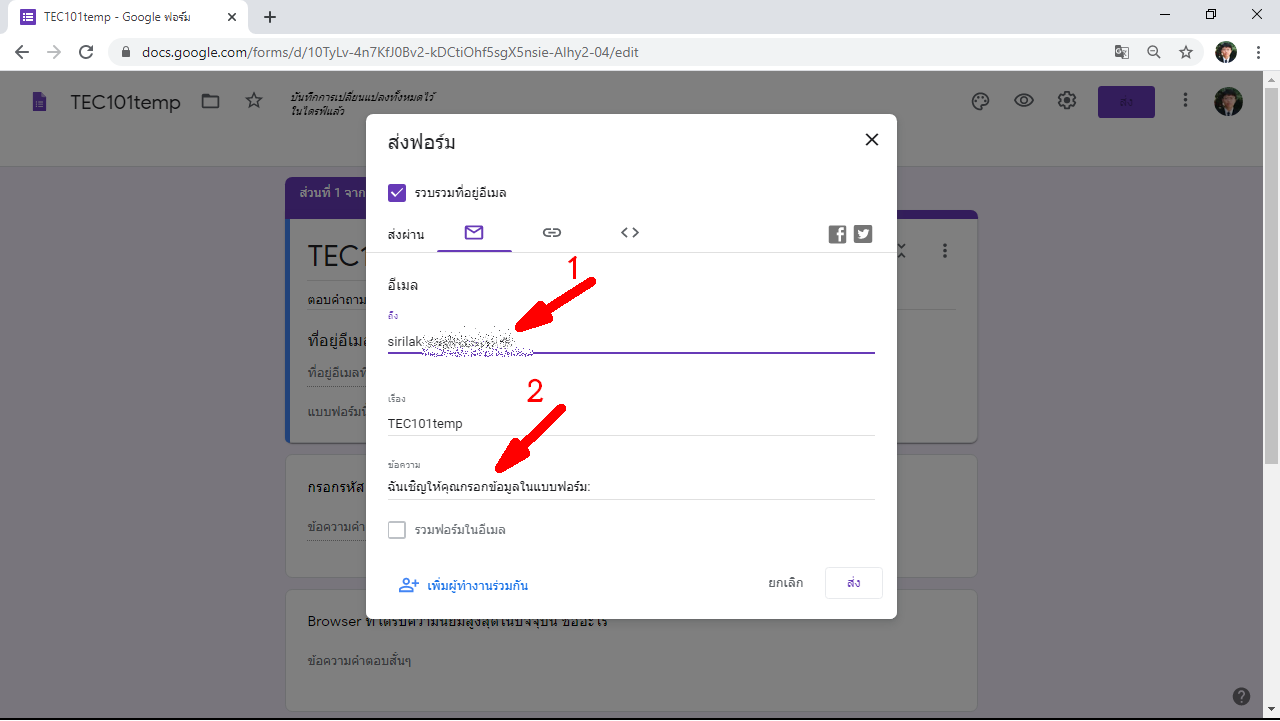 TEC101temp - Google ฟอร์ม
docs.google.com/forms/d/10TyLv-4n7KfJ0Bv2-kDCtiOhf5sgX5nsie-Alhy2-04/edit
TEC101temp
บันทึกการเปลี่ยนแปลงทั้งหมดไว้
ในไดรฟ์แล้ว
ส่ง
ส่งฟอร์ม
รวบรวมที่อยู่อีเมล
ส่วนที่ 1 จาก
ส่งผ่าน
TEC1
1
อีเมล
ตอบคำถาม
ถึง
ที่อยู่อีเมล
sirilak
ที่อยู่อีเมลที่
2
เรื่อง
แบบฟอร์มนี้
TEC101temp
ข้อความ
กรอกรหัส
ฉันเชิญให้คุณกรอกข้อมูลในแบบฟอร์ม:
ข้อความคำ
รวมฟอร์มในอีเมล
เพิ่มผู้ทำงานร่วมกัน
ยกเลิก
ส่ง
Browser ที่ได้รับความนิยมสูงสุดในปัจจุบัน ชื่ออะไร
ข้อความคำตอบสั้นๆ